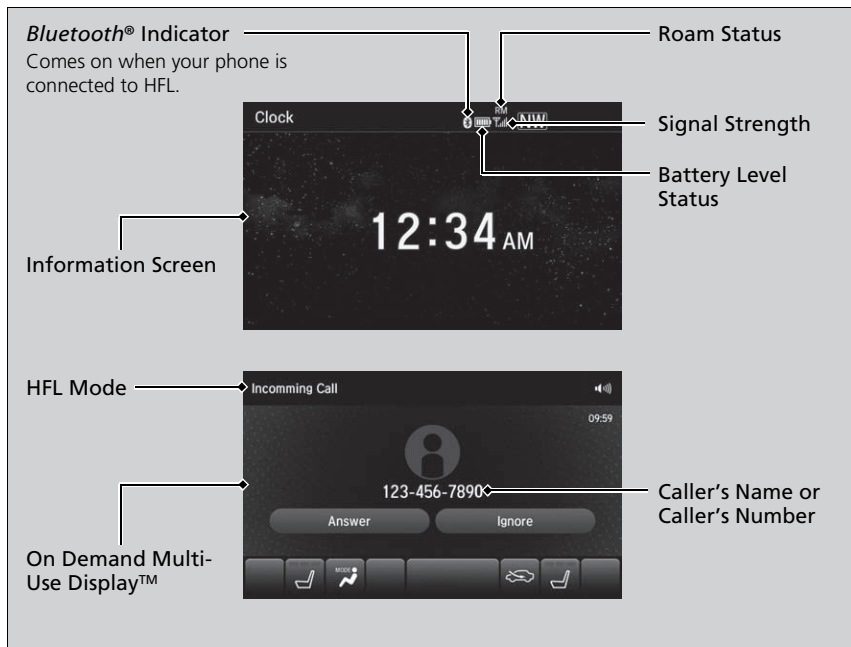 Bluetooth® Indicator
Comes on when your phone is
connected to HFL.
Roam Status
Signal Strength
Battery Level
Status
Clock
RM
NW
12:34 AM
Information Screen
HFL Mode
Incomming Call
09:59
123-456-7890
Answer
Ignore
Caller's Name or
Caller's Number
On Demand Multi-
Use Display™
MODE